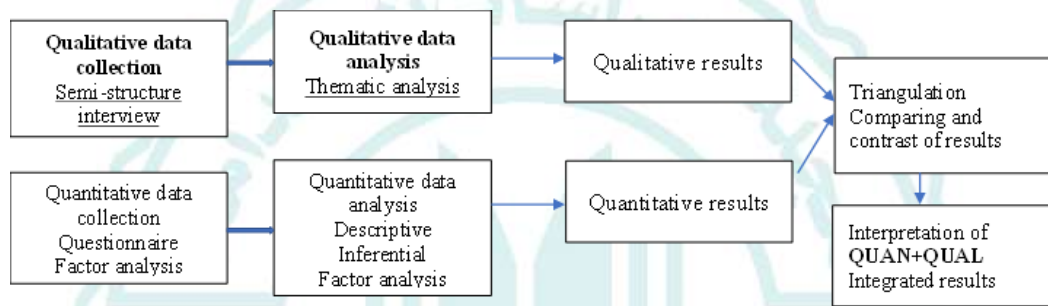 Qualitative data
collection
Semi-structure
interview
Qualitative data
analysis
Thematic analysis
Qualitative results
Triangulation
Comparing and
contrast of results
Quantitative data
collection
Questionnaire
Factor analysis
Quantitative data
analysis
Descriptive
Inferential
Factor analysis
Quantitative results
Interpretation of
QUAN+QUAL
Integrated results